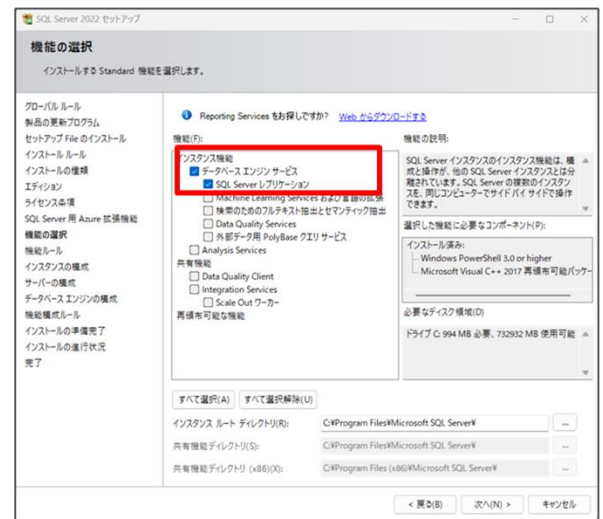 SQL Server 2022 セットアップ
機能の選択
インストールする Standard 機能を選択します。
グローバル ルール
製品の更新プログラム
セットアップ File のインストール
インストール ルール
インストールの種類
エディション
ライセンス条項
SQL Server 用 Azure 拡張機能
機能の選択
機能ルール
インスタンスの構成
サーバーの構成
データベース エンジンの構成
機能構成ルール
インストールの準備完了
インストールの進行状況
完了
Reporting Services をお探しですか? Web からダウンロードする
機能(F):
インスタンス機能
データベース エンジン サービス
SQL Server レプリケーション
Machine Learning Services および言語の拡張
検索のためのフルテキスト抽出とセマンティック抽出
Data Quality Services
外部データ用 PolyBase クエリ サービス
Analysis Services
共有機能
Data Quality Client
Integration Services
Scale Out ワーカー
再頒布可能な機能
機能の説明:
SQL Server インスタンスのインスタンス機能は、構
成と操作が、他の SQL Server インスタンスとは分
離されています。SQL Server の複数のインスタン
スを、同じコンピューターでサイド バイ サイドで操作
できます。
選択した機能に必要なコンポーネント(P):
インストール済み:
Windows PowerShell 3.0 or higher
Microsoft Visual C++ 2017 再頒布可能パッケー
必要なディスク領域(D)
ドライブ C: 994 MB 必要、732932 MB 使用可能
すべて選択(A) すべて選択解除(U)
インスタンス ルート ディレクトリ(R): C:¥Program Files¥Microsoft SQL Server¥ ...
共有機能ディレクトリ(S): C:¥Program Files¥Microsoft SQL Server¥ ...
共有機能ディレクトリ (x86)(X): C:¥Program Files (x86)¥Microsoft SQL Server¥ ...
< 戻る(B) 次へ(N) > キャンセル